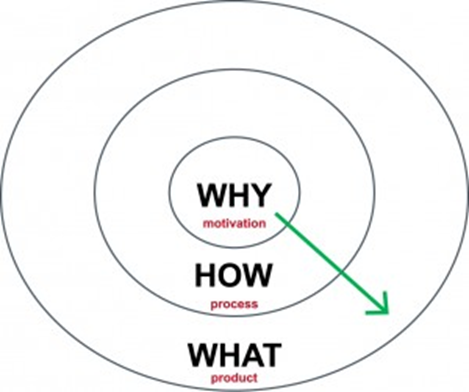 WHY
motivation
HOW
process
WHAT
product